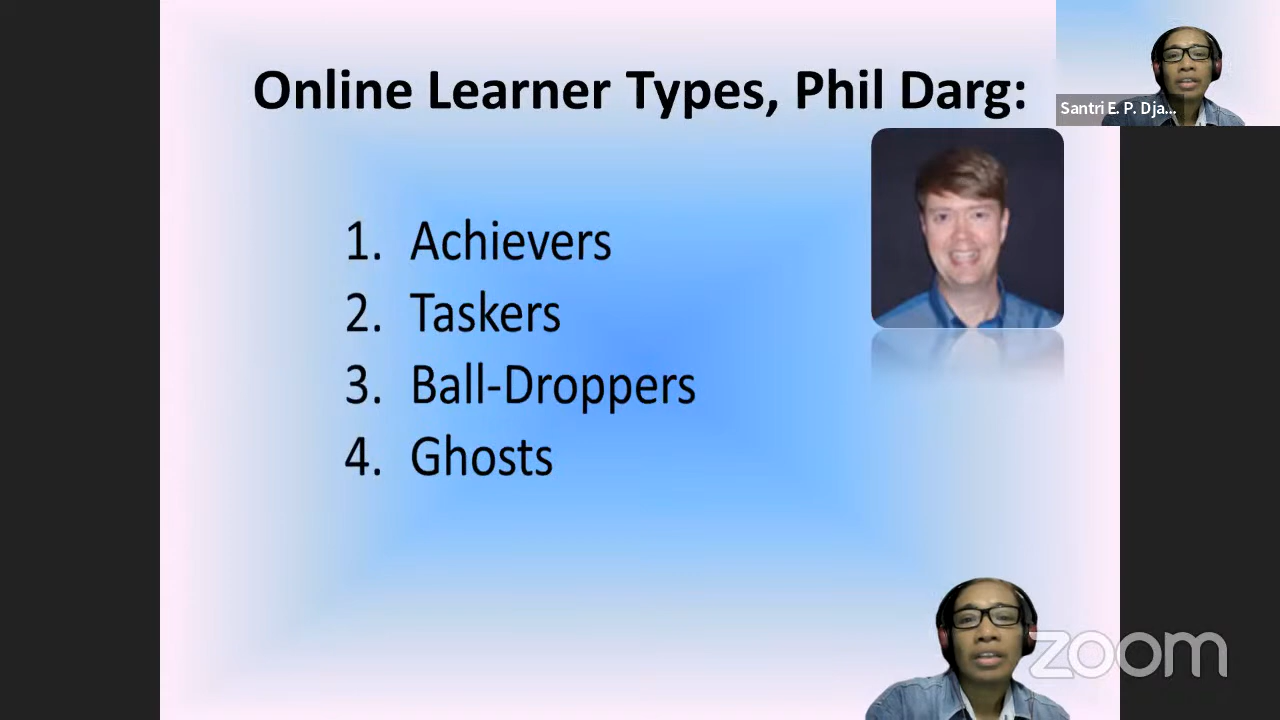 Online Learner Types, Phil Darg:
Santri E. P. Dja...
1. Achievers
2. Taskers
3. Ball-Droppers
4. Ghosts
zoom